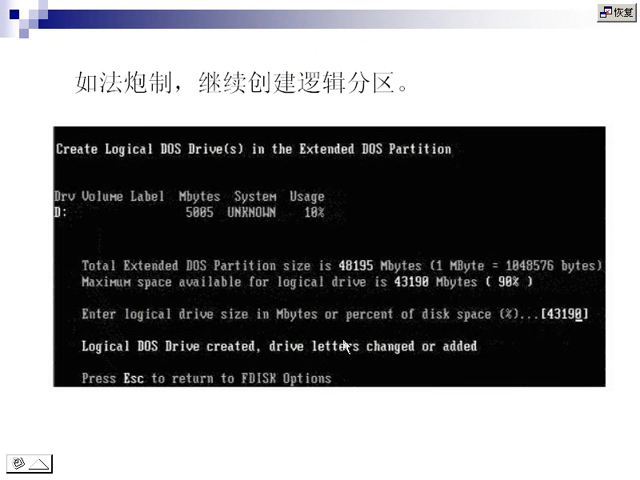 恢复
如法炮制，继续创建逻辑分区。
Create Logical DOS Drive(s) in the Extended DOS Partition
Drv Volume Label Mbytes System Usage
D: 5005 UNKNOWN 10%
Total Extended DOS Partition size is 48195 Mbytes (1 MByte = 1048576 bytes)
Maximum space available for logical drive is 43190 Mbytes ( 90% )
Enter logical drive size in Mbytes or percent of disk space (%)...[43190]
Logical DOS Drive created, drive letters changed or added
Press Esc to return to FDISK Options